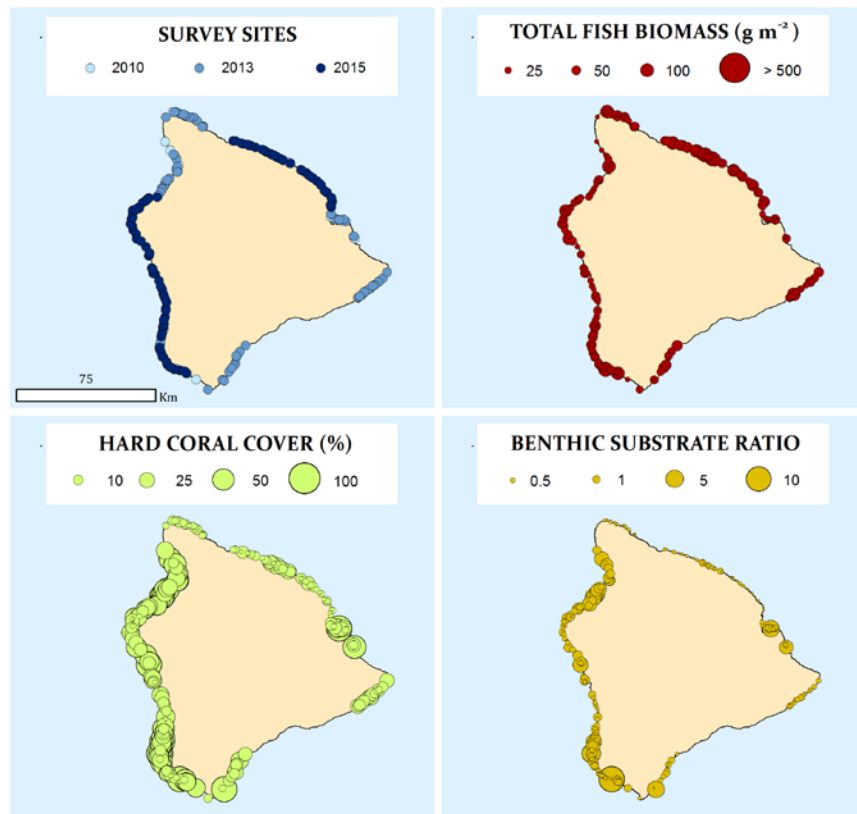 SURVEY SITES
2010 2013 2015
75
Km
TOTAL FISH BIOMASS (g m⁻²)
25 50 100 > 500
HARD CORAL COVER (%)
10 25 50 100
BENTHIC SUBSTRATE RATIO
0.5 1 5 10